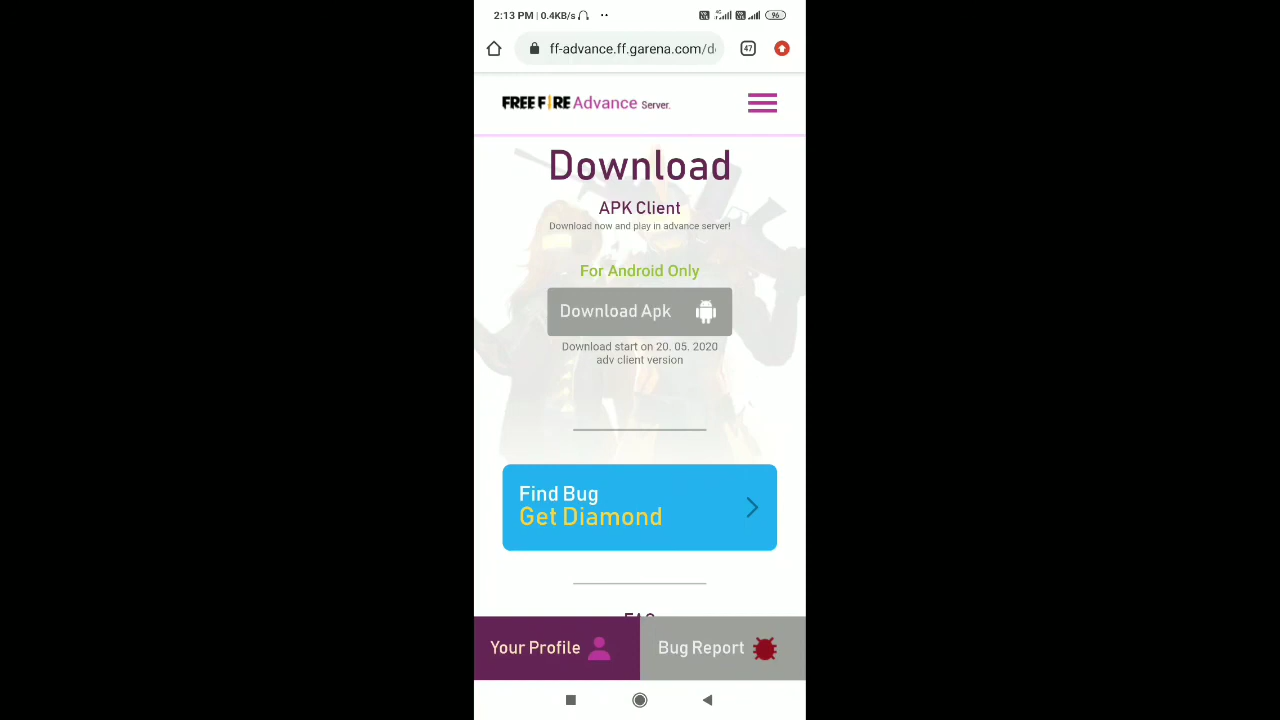 2:13 PM | 0.4KB/s
96
ff-advance.ff.garena.com/d
47
FREE FIRE Advance Server.
Download
APK Client
Download now and play in advance server!
For Android Only
Download Apk
Download start on 20. 05. 2020
adv client version
Find Bug
Get Diamond
FAQ
Your Profile
Bug Report